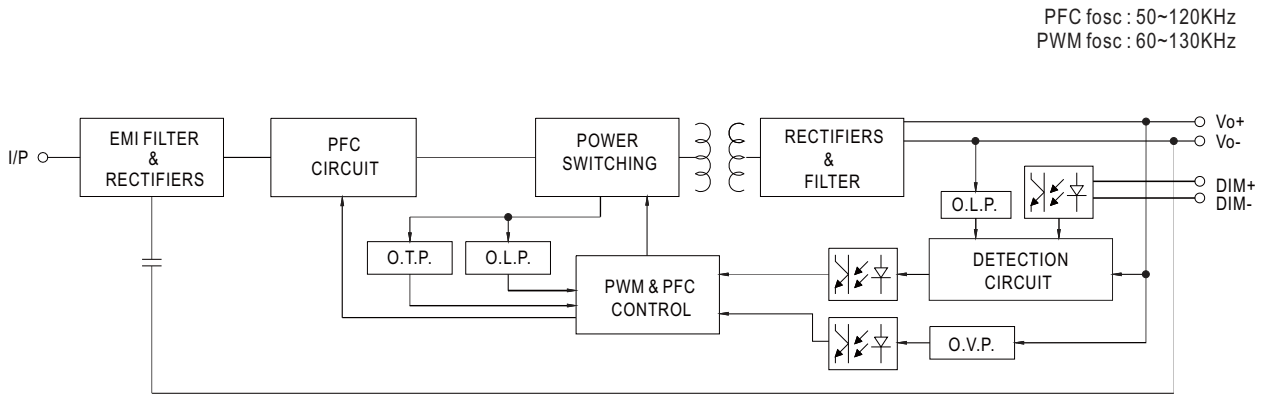 PFC fosc : 50~120KHz
PWM fosc : 60~130KHz
I/P
EMI FILTER
&
RECTIFIERS
PFC
CIRCUIT
POWER
SWITCHING
RECTIFIERS
&
FILTER
Vo+
Vo-
DIM+
DIM-
O.L.P.
O.T.P.
O.L.P.
PWM & PFC
CONTROL
DETECTION
CIRCUIT
O.V.P.